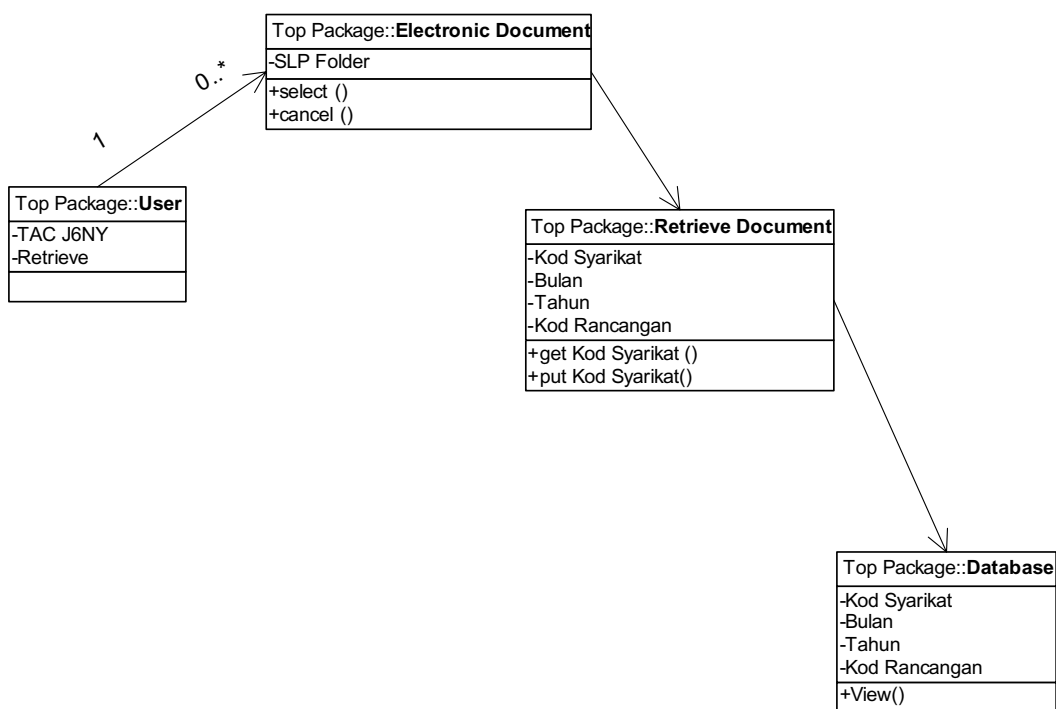 Top Package::Electronic Document
-SLP Folder
+select ()
+cancel ()
0..*
1
Top Package::User
-TAC J6NY
-Retrieve
Top Package::Retrieve Document
-Kod Syarikat
-Bulan
-Tahun
-Kod Rancangan
+get Kod Syarikat ()
+put Kod Syarikat()
Top Package::Database
-Kod Syarikat
-Bulan
-Tahun
-Kod Rancangan
+View()